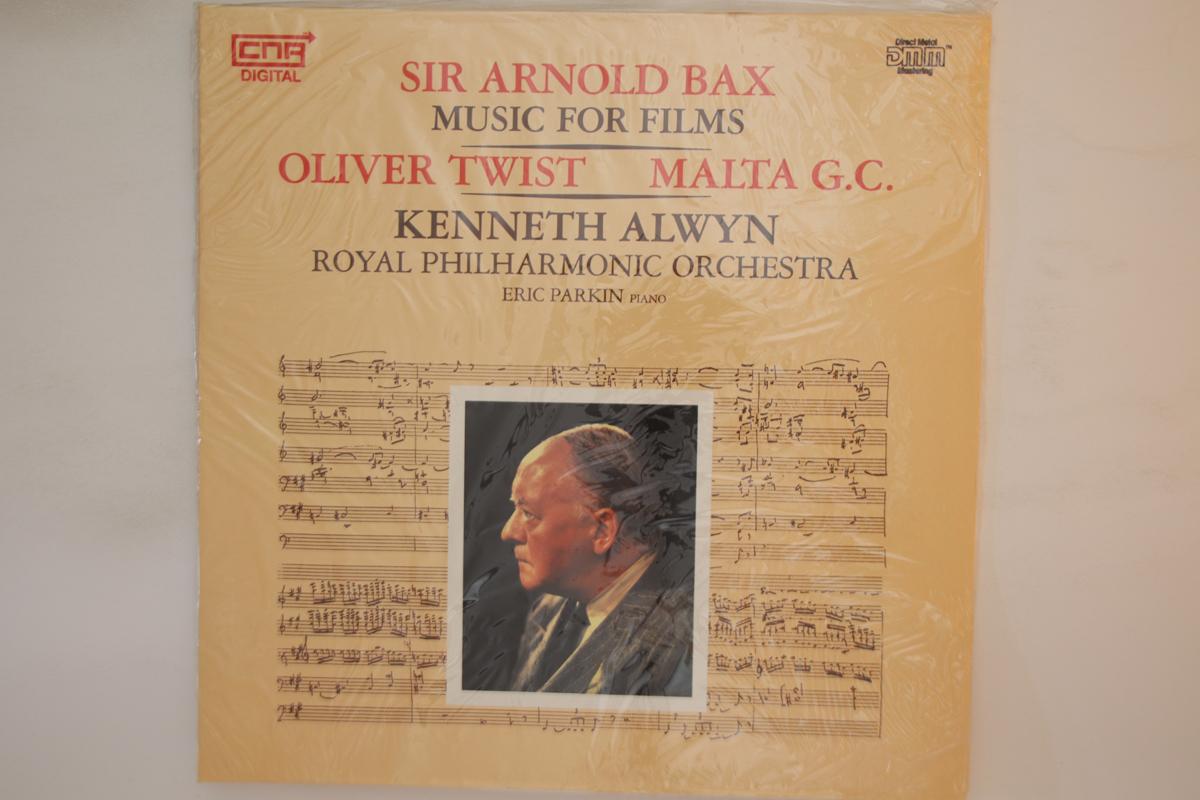 CNR
DIGITAL
Direct Metal
DMM™
Mastering
SIR ARNOLD BAX
MUSIC FOR FILMS
OLIVER TWIST MALTA G.C.
KENNETH ALWYN
ROYAL PHILHARMONIC ORCHESTRA
ERIC PARKIN PIANO